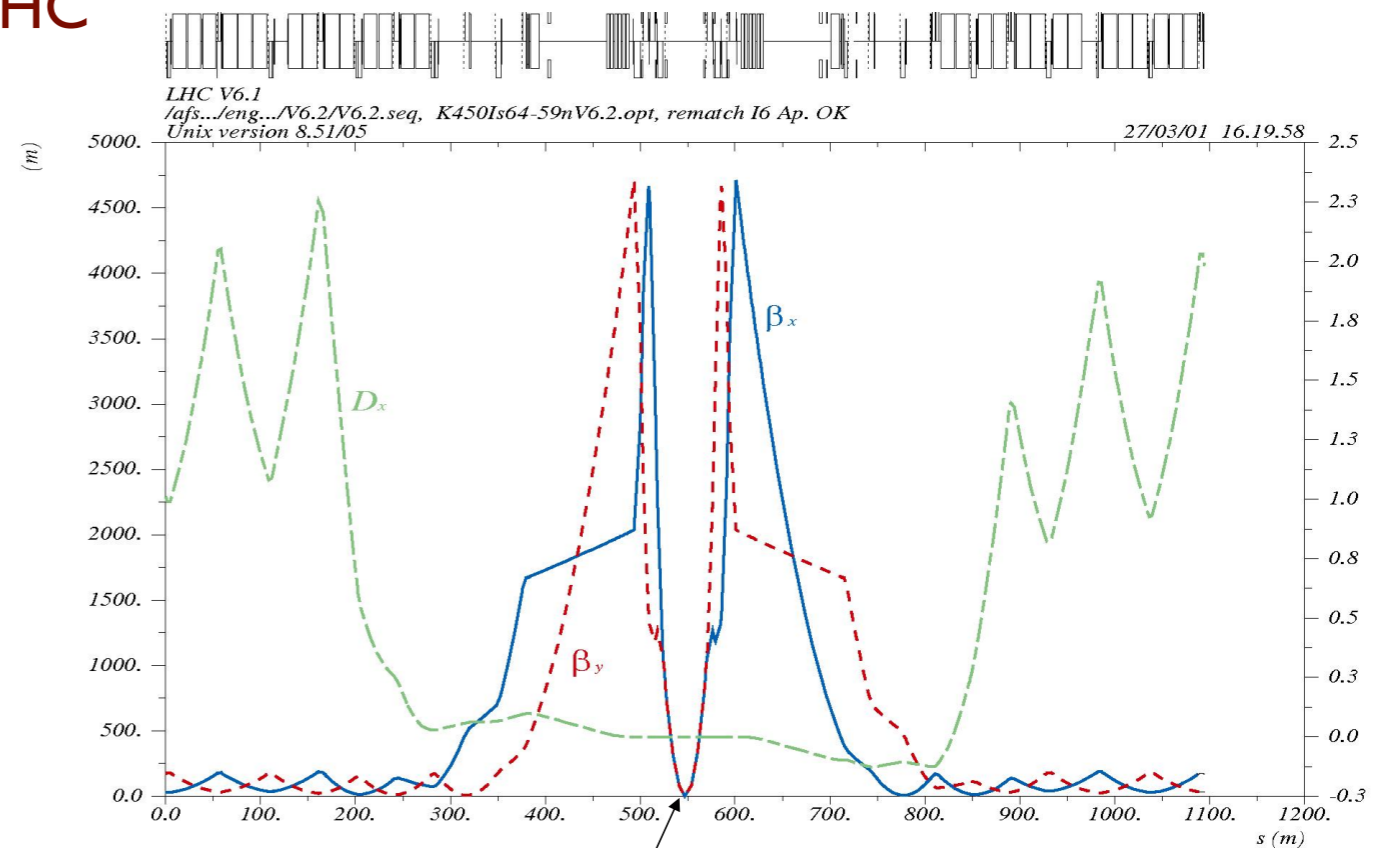 HC
LHC V6.1
/afs.../eng.../V6.2/V6.2.seq, K450Is64-59nV6.2.opt, rematch I6 Ap. OK
Unix version 8.51/05 27/03/01 16.19.58
(m)
5000.
4500.
4000.
3500.
3000.
2500.
2000.
1500.
1000.
500.
0.0
2.5
2.3
2.0
1.8
1.5
1.3
1.0
0.8
0.5
0.3
0.0
-0.3
βx
Dx
βy
0.0 100. 200. 300. 400. 500. 600. 700. 800. 900. 1000. 1100. 1200.
s (m)